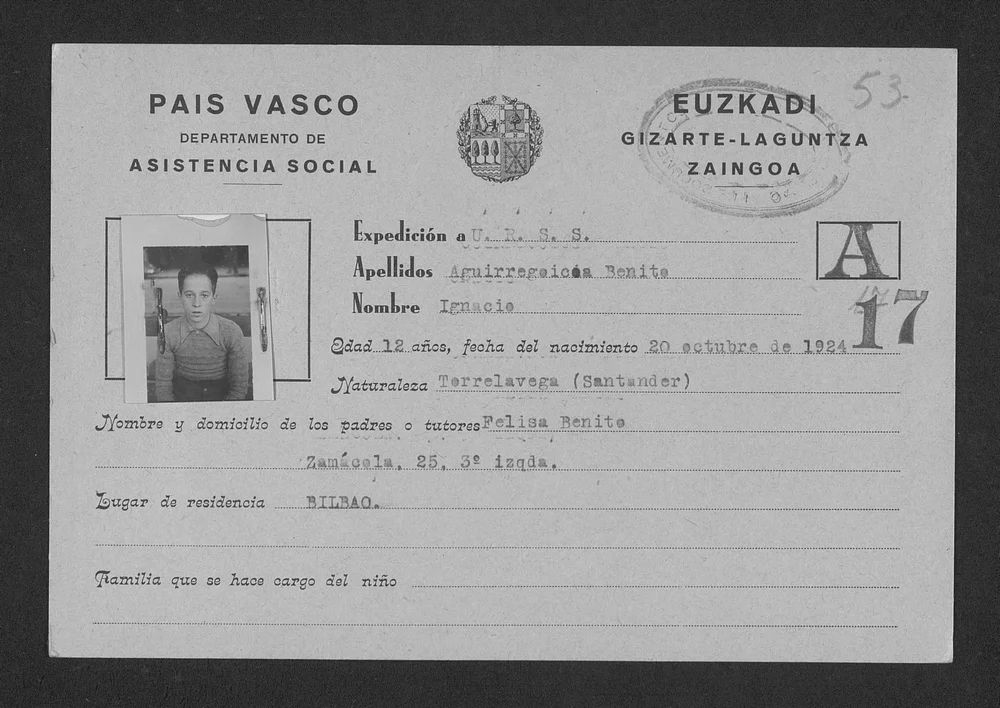 PAIS VASCO
DEPARTAMENTO DE
ASISTENCIA SOCIAL
EUZKADI
GIZARTE-LAGUNTZA
ZAINGOA
53-
Expedición a U. R. S. S.
A
Apellidos Aguirregoicoa Benito
Nombre Ignacio
17
17
Edad 12 años, fecha del nacimiento 20 octubre de 1924
Naturaleza Torrelavega (Santander)
Nombre y domicilio de los padres o tutores Felisa Benito
Zamácola, 25, 3º izqda.
Lugar de residencia BILBAO.
Familia que se hace cargo del niño